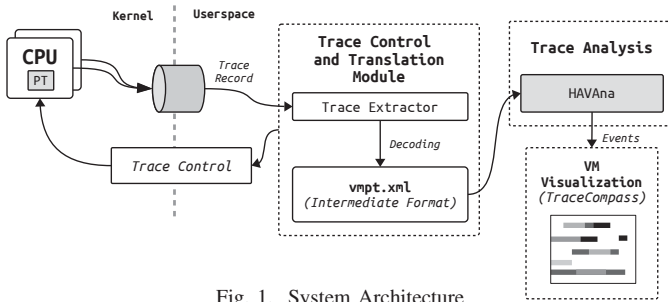 Kernel
Userspace
CPU
PT
Trace
Record
Trace Control
Trace Control
and Translation
Module
Trace Extractor
Decoding
vmpt.xml
(Intermediate Format)
Trace Analysis
HAVAna
Events
VM
Visualization
(TraceCompass)
Fig. 1. System Architecture